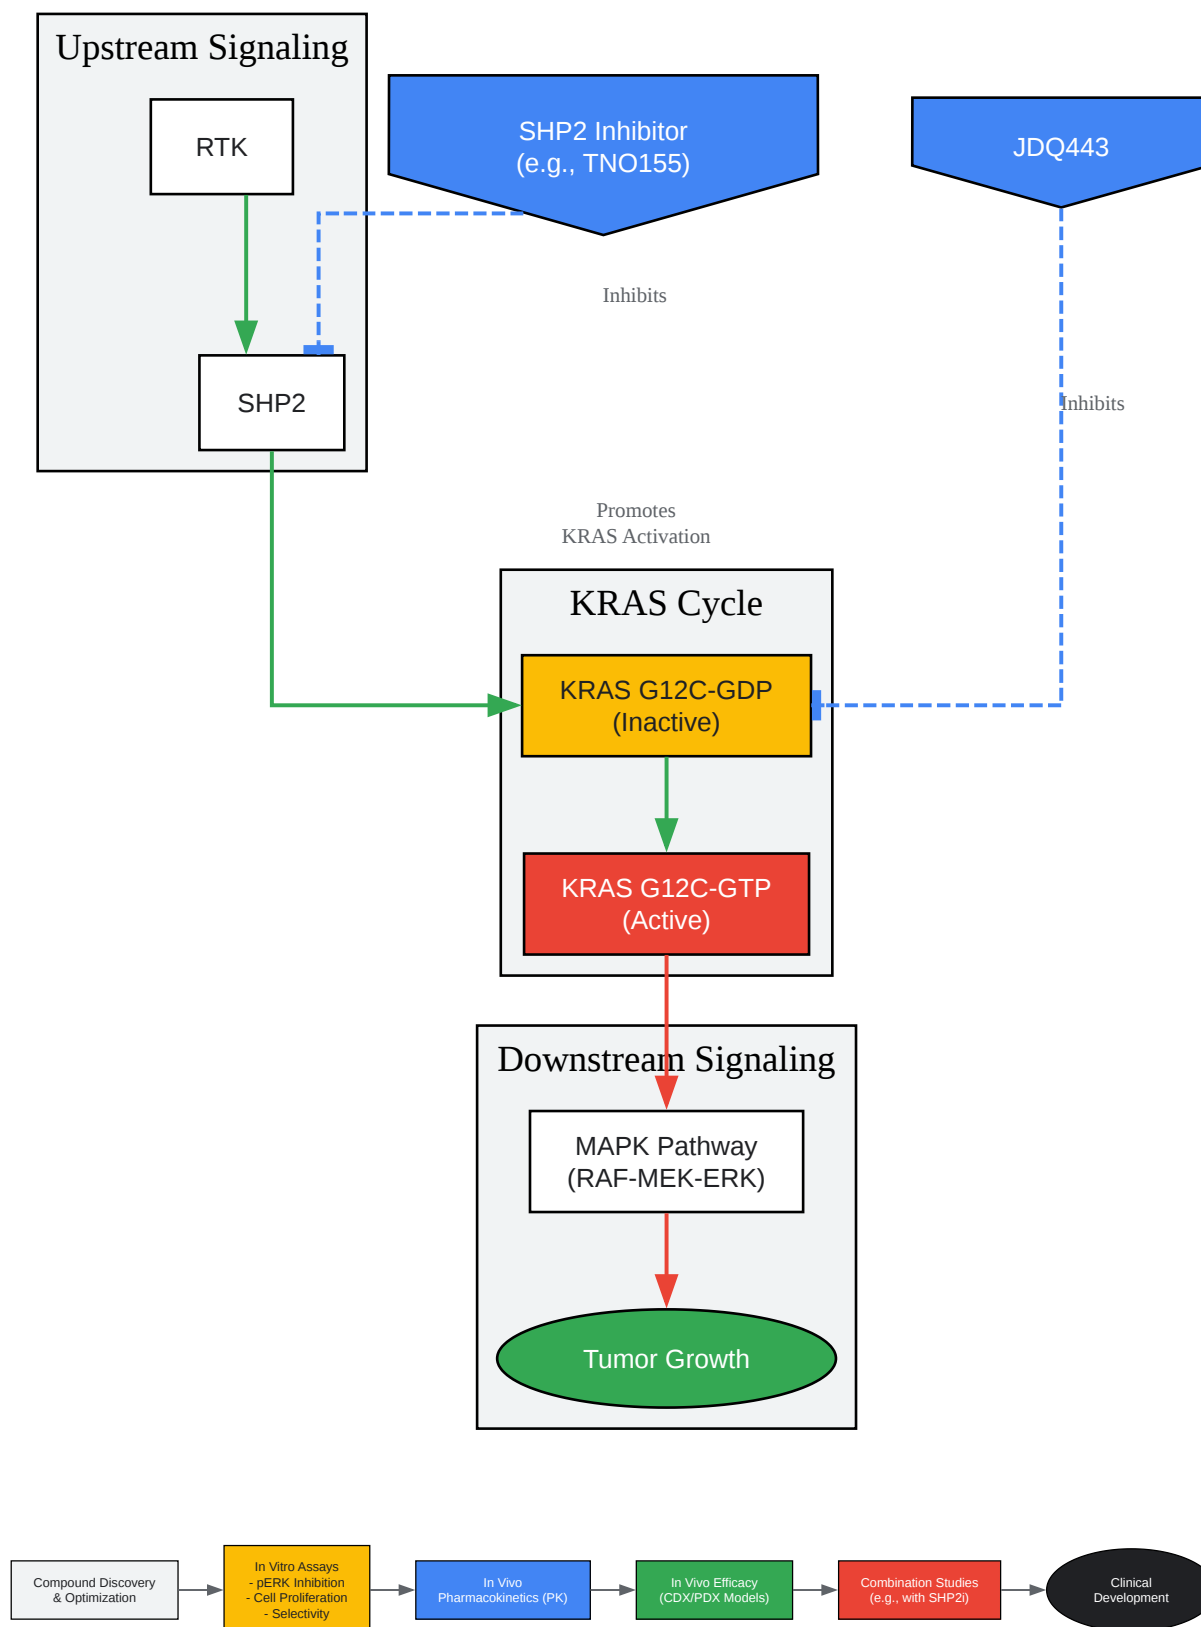 Upstream Signaling
RTK
SHP2 Inhibitor
(e.g., TNO155)
JDQ443
Inhibits
SHP2
Inhibits
Promotes
KRAS Activation
KRAS Cycle
KRAS G12C-GDP
(Inactive)
KRAS G12C-GTP
(Active)
Downstream Signaling
MAPK Pathway
(RAF-MEK-ERK)
Tumor Growth
Compound Discovery
& Optimization
In Vitro Assays
- pERK Inhibition
- Cell Proliferation
- Selectivity
In Vivo
Pharmacokinetics (PK)
In Vivo Efficacy
(CDX/PDX Models)
Combination Studies
(e.g., with SHP2i)
Clinical
Development